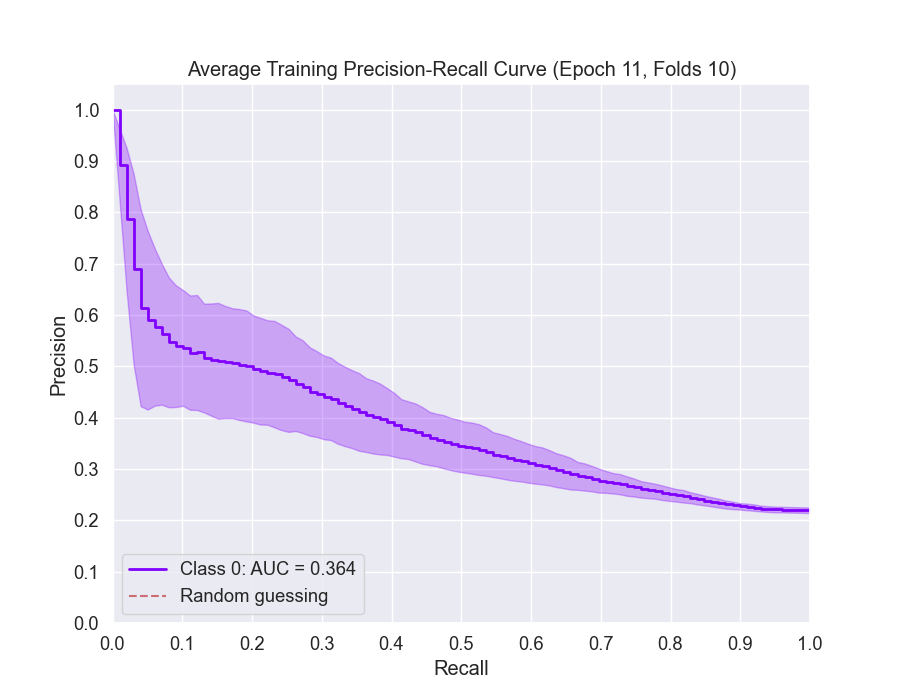 Average Training Precision-Recall Curve (Epoch 11, Folds 10)
1.0
0.9
0.8
0.7
0.6
0.5
0.4
0.3
0.2
0.1
0.0
Precision
Class 0: AUC = 0.364
Random guessing
0.0 0.1 0.2 0.3 0.4 0.5 0.6 0.7 0.8 0.9 1.0
Recall